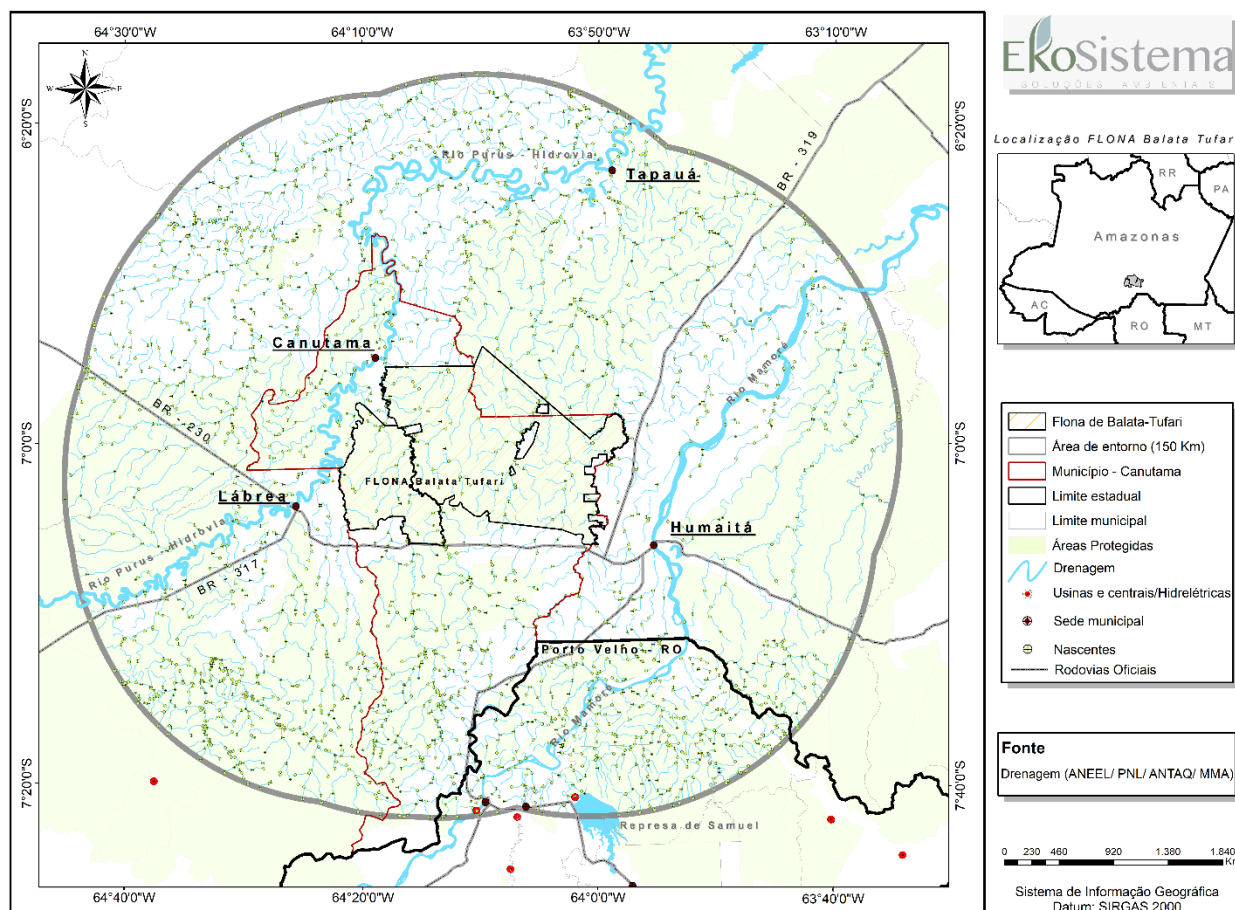 64°30'0"W 64°10'0"W 63°50'0"W 63°10'0"W
6°20'0"S 6°20'0"S
7°0'0"S 7°0'0"S
7°20'0"S 7°40'0"S
64°40'0"W 64°20'0"W 64°0'0"W 63°40'0"W
N
W E
S
Rio Purus - Hidrovia
Tapauá
BR - 319
Canutama
Rio Mamoré
BR - 230
FLONA Balata Tufari
Lábrea
Humaitá
Rio Purus - Hidrovia
BR - 317
Porto Velho - RO
Rio Mamoré
Represa de Samuel
EkoSistema
SOLUÇÕES AMBIENTAIS
Localização FLONA Balata Tufar
RR
PA
Amazonas
AC
RO
MT
Flona de Balata-Tufari
Área de entorno (150 Km)
Município - Canutama
Limite estadual
Limite municipal
Áreas Protegidas
Drenagem
Usinas e centrais/Hidrelétricas
Sede municipal
Nascentes
Rodovias Oficiais
Fonte
Drenagem (ANEEL/ PNL/ ANTAQ/ MMA)
0 230 460 920 1.380 1.840
Km
Sistema de Informação Geográfica
Datum: SIRGAS 2000